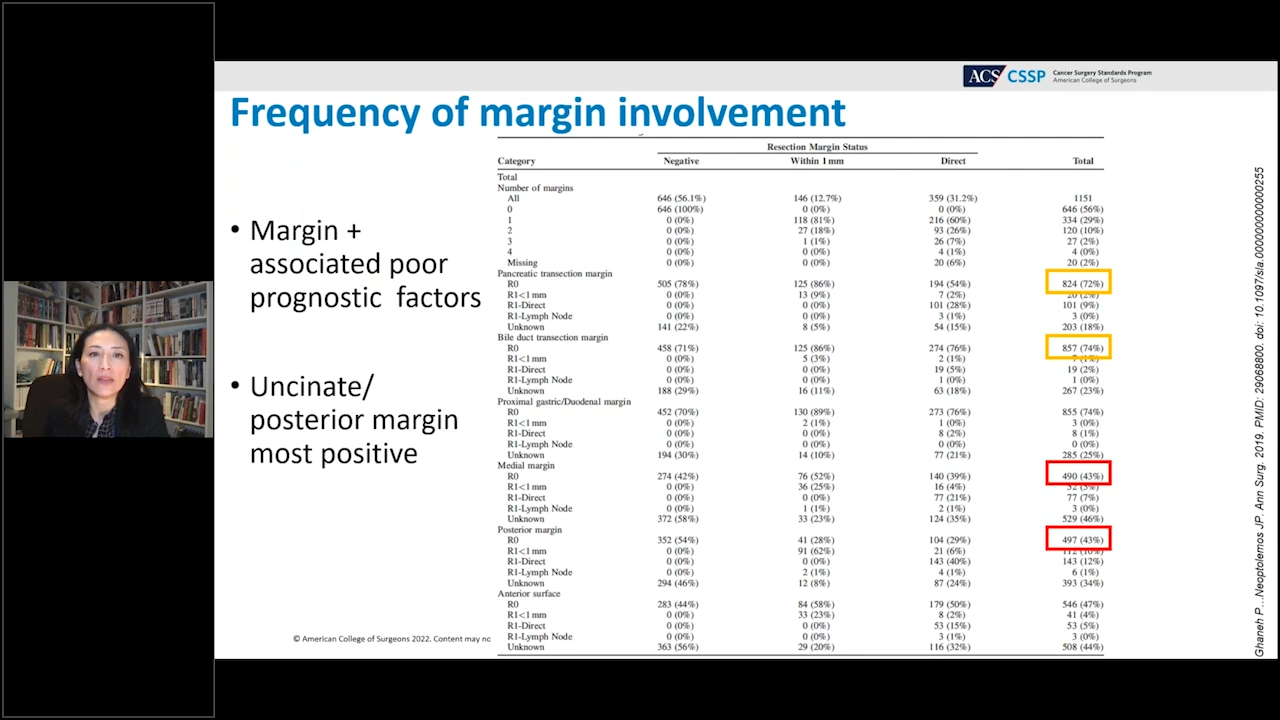 ACS CSSP Cancer Surgery Standards Program
American College of Surgeons
Frequency of margin involvement
• Margin +
associated poor
prognostic factors
• Uncinate/
posterior margin
most positive
Resection Margin Status
Category Negative Within 1 mm Direct Total
Total
Number of margins
All 646 (56.1%) 146 (12.7%) 359 (31.2%) 1151
0 646 (100%) 0 (0%) 0 (0%) 646 (56%)
1 0 (0%) 118 (81%) 216 (60%) 334 (29%)
2 0 (0%) 27 (18%) 93 (26%) 120 (10%)
3 0 (0%) 1 (1%) 26 (7%) 27 (2%)
4 0 (0%) 0 (0%) 4 (1%) 4 (0%)
Missing 0 (0%) 0 (0%) 20 (6%) 20 (2%)
Pancreatic transection margin
R0 505 (78%) 125 (86%) 194 (54%) 824 (72%)
R1<1 mm 0 (0%) 13 (9%) 7 (2%) 20 (2%)
R1-Direct 0 (0%) 0 (0%) 101 (28%) 101 (9%)
R1-Lymph Node 0 (0%) 0 (0%) 3 (1%) 3 (0%)
Unknown 141 (22%) 8 (5%) 54 (15%) 203 (18%)
Bile duct transection margin
R0 458 (71%) 125 (86%) 274 (76%) 857 (74%)
R1<1 mm 0 (0%) 5 (3%) 2 (1%) 7 (1%)
R1-Direct 0 (0%) 0 (0%) 19 (5%) 19 (2%)
R1-Lymph Node 0 (0%) 0 (0%) 1 (0%) 1 (0%)
Unknown 188 (29%) 16 (11%) 63 (18%) 267 (23%)
Proximal gastric/Duodenal margin
R0 452 (70%) 130 (89%) 273 (76%) 855 (74%)
R1<1 mm 0 (0%) 2 (1%) 1 (0%) 3 (0%)
R1-Direct 0 (0%) 0 (0%) 8 (2%) 8 (1%)
R1-Lymph Node 0 (0%) 0 (0%) 0 (0%) 0 (0%)
Unknown 194 (30%) 14 (10%) 77 (21%) 285 (25%)
Medial margin
R0 274 (42%) 76 (52%) 140 (39%) 490 (43%)
R1<1 mm 0 (0%) 36 (25%) 16 (4%) 52 (5%)
R1-Direct 0 (0%) 0 (0%) 77 (21%) 77 (7%)
R1-Lymph Node 0 (0%) 1 (1%) 2 (1%) 3 (0%)
Unknown 372 (58%) 33 (23%) 124 (35%) 529 (46%)
Posterior margin
R0 352 (54%) 41 (28%) 104 (29%) 497 (43%)
R1<1 mm 0 (0%) 91 (62%) 21 (6%) 112 (10%)
R1-Direct 0 (0%) 0 (0%) 143 (40%) 143 (12%)
R1-Lymph Node 0 (0%) 2 (1%) 4 (1%) 6 (1%)
Unknown 294 (46%) 12 (8%) 87 (24%) 393 (34%)
Anterior surface
R0 283 (44%) 84 (58%) 179 (50%) 546 (47%)
R1<1 mm 0 (0%) 33 (23%) 8 (2%) 41 (4%)
R1-Direct 0 (0%) 0 (0%) 53 (15%) 53 (5%)
R1-Lymph Node 0 (0%) 0 (0%) 3 (1%) 3 (0%)
Unknown 363 (56%) 29 (20%) 116 (32%) 508 (44%)
© American College of Surgeons 2022. Content may no
Ghaneh P...Neoptolemos JP. Ann Surg. 2019. PMID: 29068800. doi: 10.1097/sla.0000000000000255